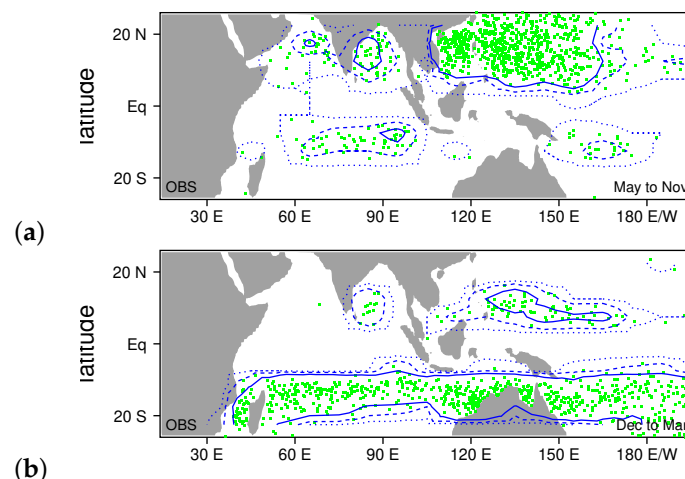 20 N
Eq
20 S
latitude
OBS
May to Nov
30 E 60 E 90 E 120 E 150 E 180 E/W
(a)
20 N
Eq
20 S
latitude
OBS
Dec to Mar
30 E 60 E 90 E 120 E 150 E 180 E/W
(b)